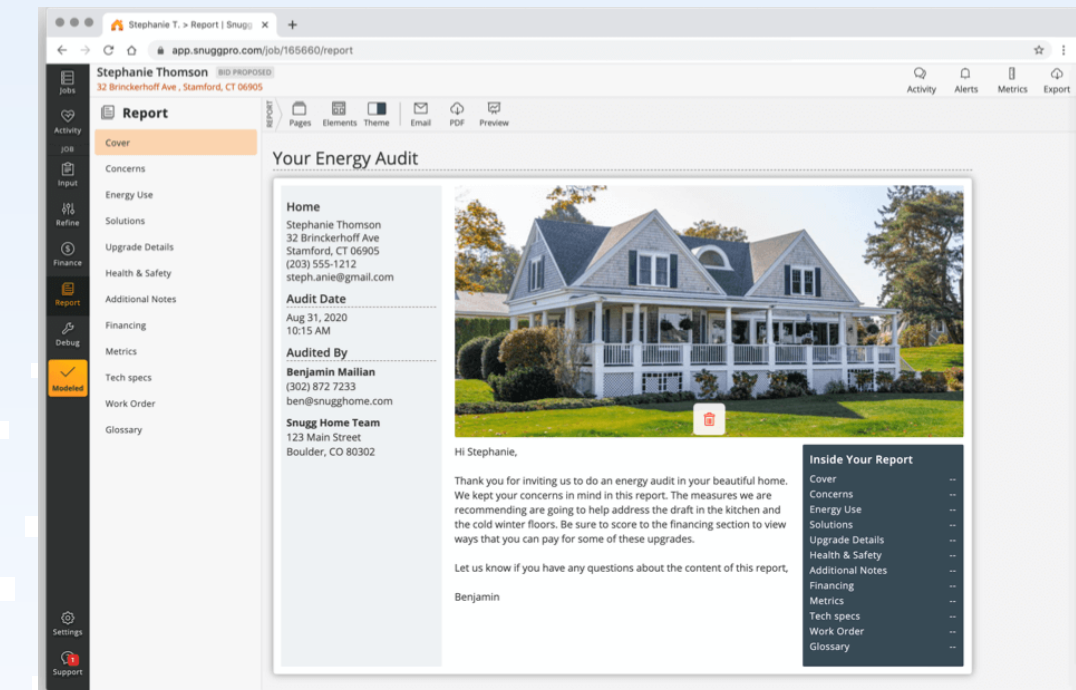 Stephanie T. > Report | Snugg
app.snuggpro.com/job/165660/report
Jobs
Activity
JOB
Input
Refine
Finance
Report
Debug
Modeled
Settings
1
Support
Stephanie Thomson BID PROPOSED
32 Brinckerhoff Ave , Stamford, CT 06905
Activity Alerts Metrics Export
Report
Cover
Concerns
Energy Use
Solutions
Upgrade Details
Health & Safety
Additional Notes
Financing
Metrics
Tech specs
Work Order
Glossary
REPORT
Pages Elements Theme Email PDF Preview
Your Energy Audit
Home
Stephanie Thomson
32 Brinckerhoff Ave
Stamford, CT 06905
(203) 555-1212
steph.anie@gmail.com
Audit Date
Aug 31, 2020
10:15 AM
Audited By
Benjamin Mailian
(302) 872 7233
ben@snugghome.com
Snugg Home Team
123 Main Street
Boulder, CO 80302
Hi Stephanie,
Thank you for inviting us to do an energy audit in your beautiful home.
We kept your concerns in mind in this report. The measures we are
recommending are going to help address the draft in the kitchen and
the cold winter floors. Be sure to score to the financing section to view
ways that you can pay for some of these upgrades.
Let us know if you have any questions about the content of this report,
Benjamin
Inside Your Report
Cover --
Concerns --
Energy Use --
Solutions --
Upgrade Details --
Health & Safety --
Additional Notes --
Financing --
Metrics --
Tech specs --
Work Order --
Glossary --